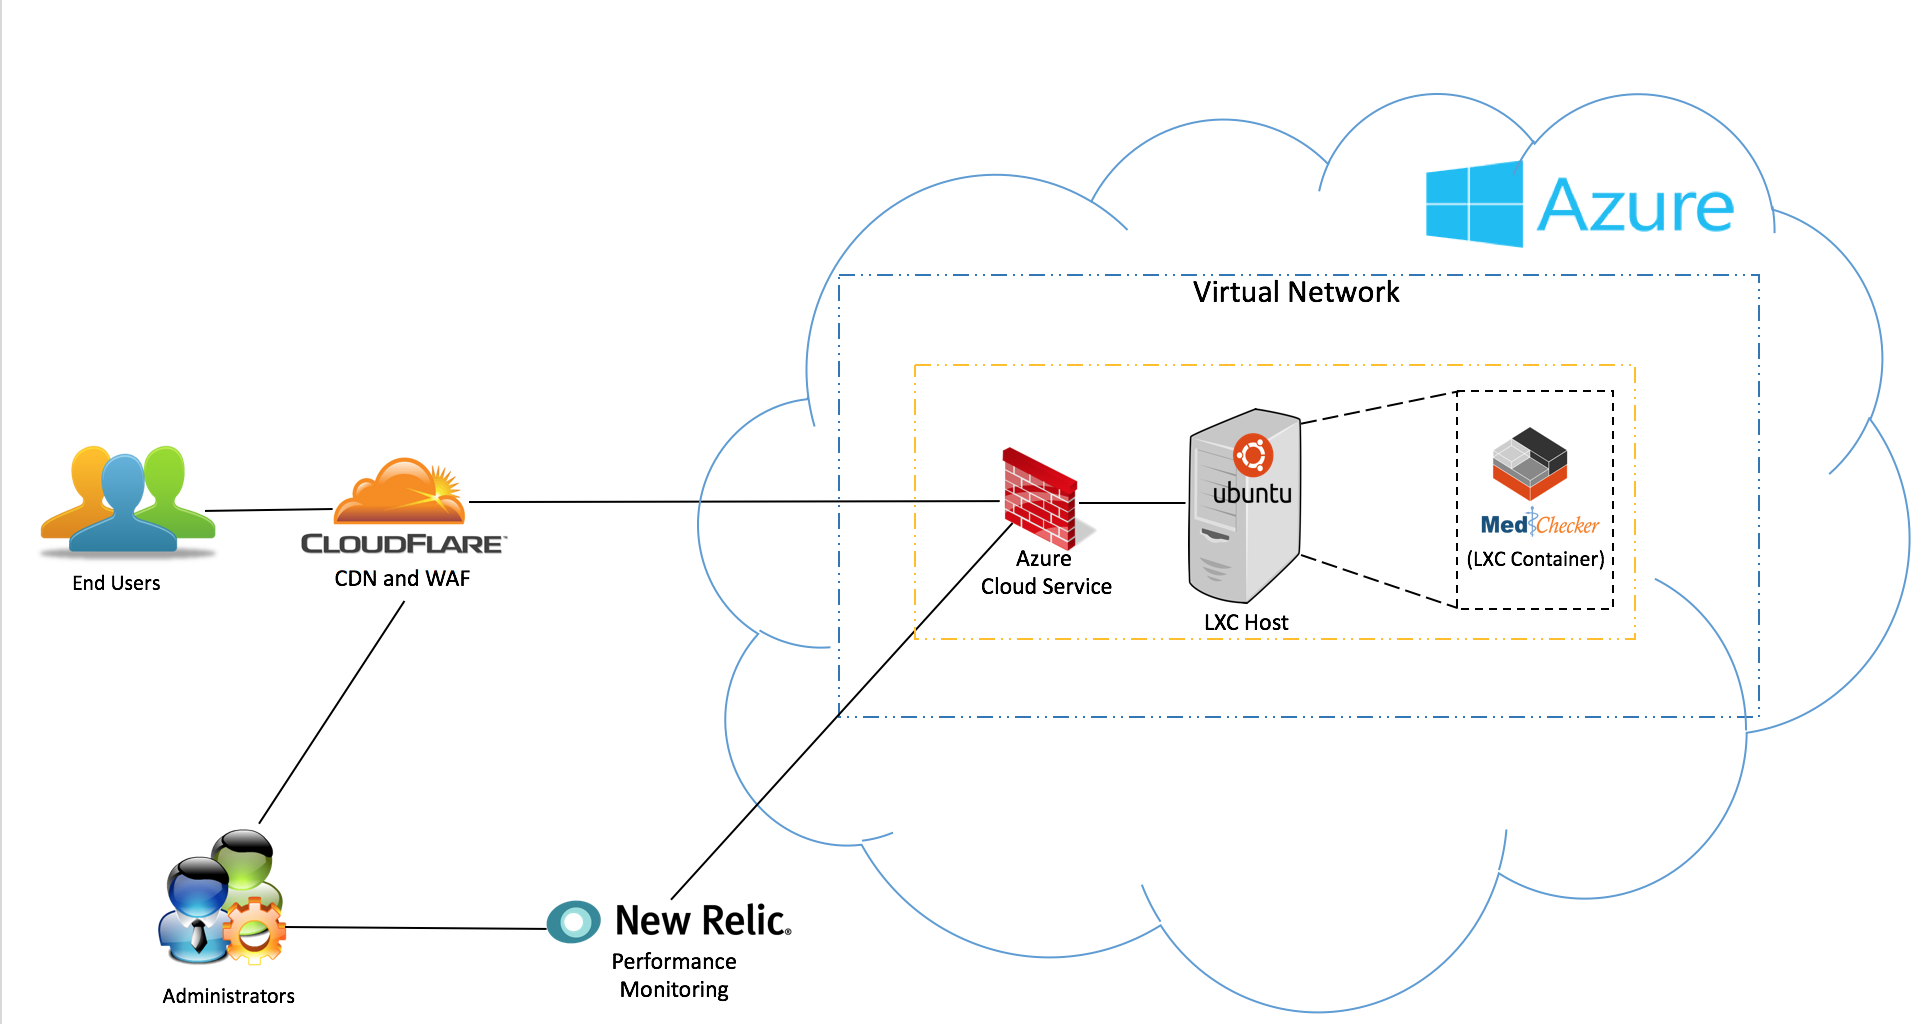 Azure
Virtual Network
ubuntu
MedChecker
(LXC Container)
Azure
Cloud Service
LXC Host
CLOUDFLARE™
CDN and WAF
End Users
New Relic®
Performance
Monitoring
Administrators